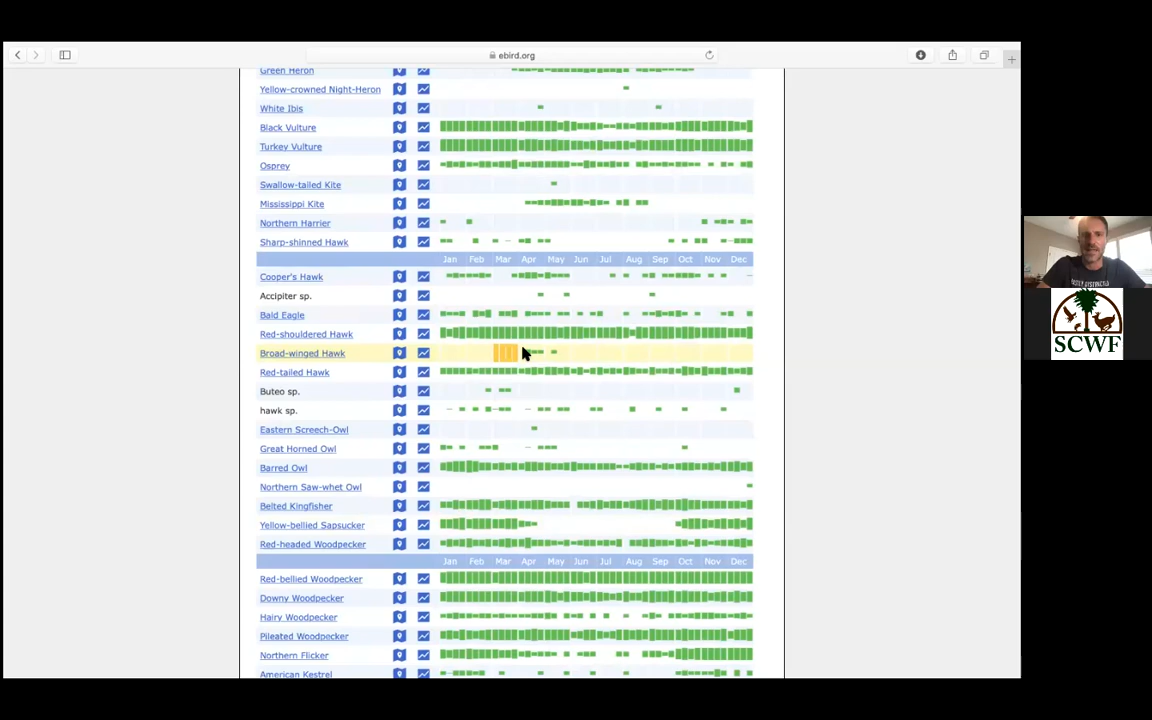 ebird.org
Green Heron
Yellow-crowned Night-Heron
White Ibis
Black Vulture
Turkey Vulture
Osprey
Swallow-tailed Kite
Mississippi Kite
Northern Harrier
Sharp-shinned Hawk
Jan Feb Mar Apr May Jun Jul Aug Sep Oct Nov Dec
Cooper's Hawk
Accipiter sp.
Bald Eagle
Red-shouldered Hawk
Broad-winged Hawk
Red-tailed Hawk
Buteo sp.
hawk sp.
Eastern Screech-Owl
Great Horned Owl
Barred Owl
Northern Saw-whet Owl
Belted Kingfisher
Yellow-bellied Sapsucker
Red-headed Woodpecker
Jan Feb Mar Apr May Jun Jul Aug Sep Oct Nov Dec
Red-bellied Woodpecker
Downy Woodpecker
Hairy Woodpecker
Pileated Woodpecker
Northern Flicker
American Kestrel
SCWF